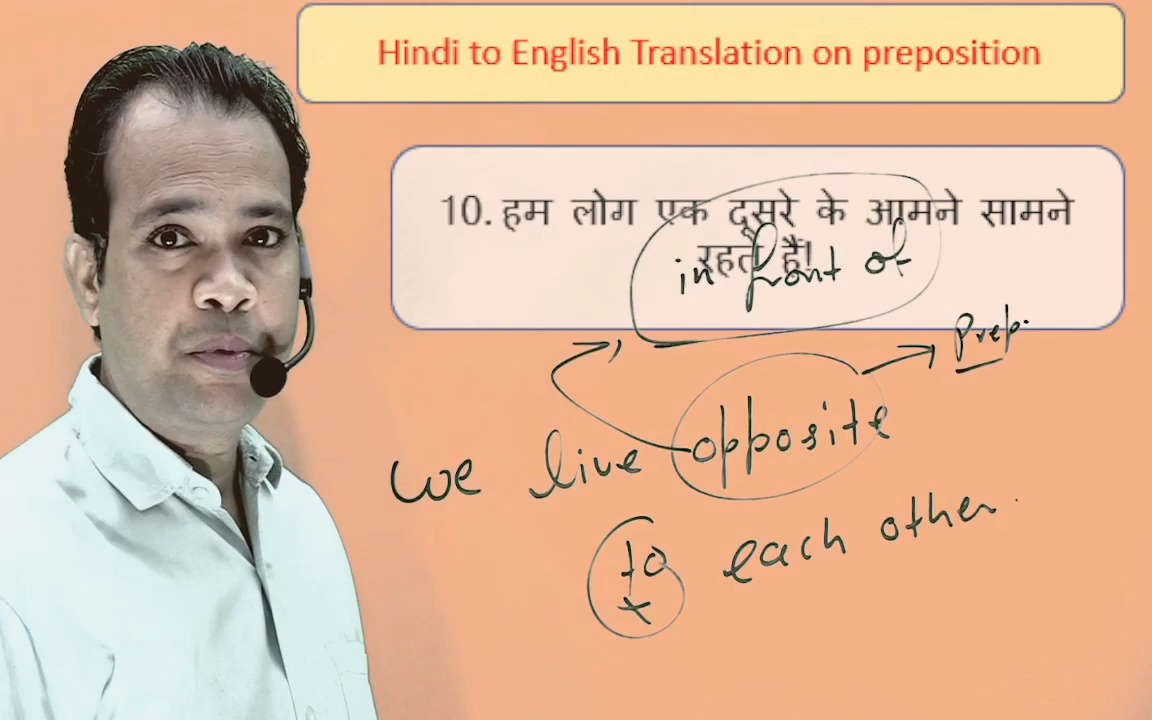 Hindi to English Translation on preposition
10. हम लोग एक दूसरे के आमने सामने
रहते हैं!
in front of
Prep.
we live opposite
to each other.
x